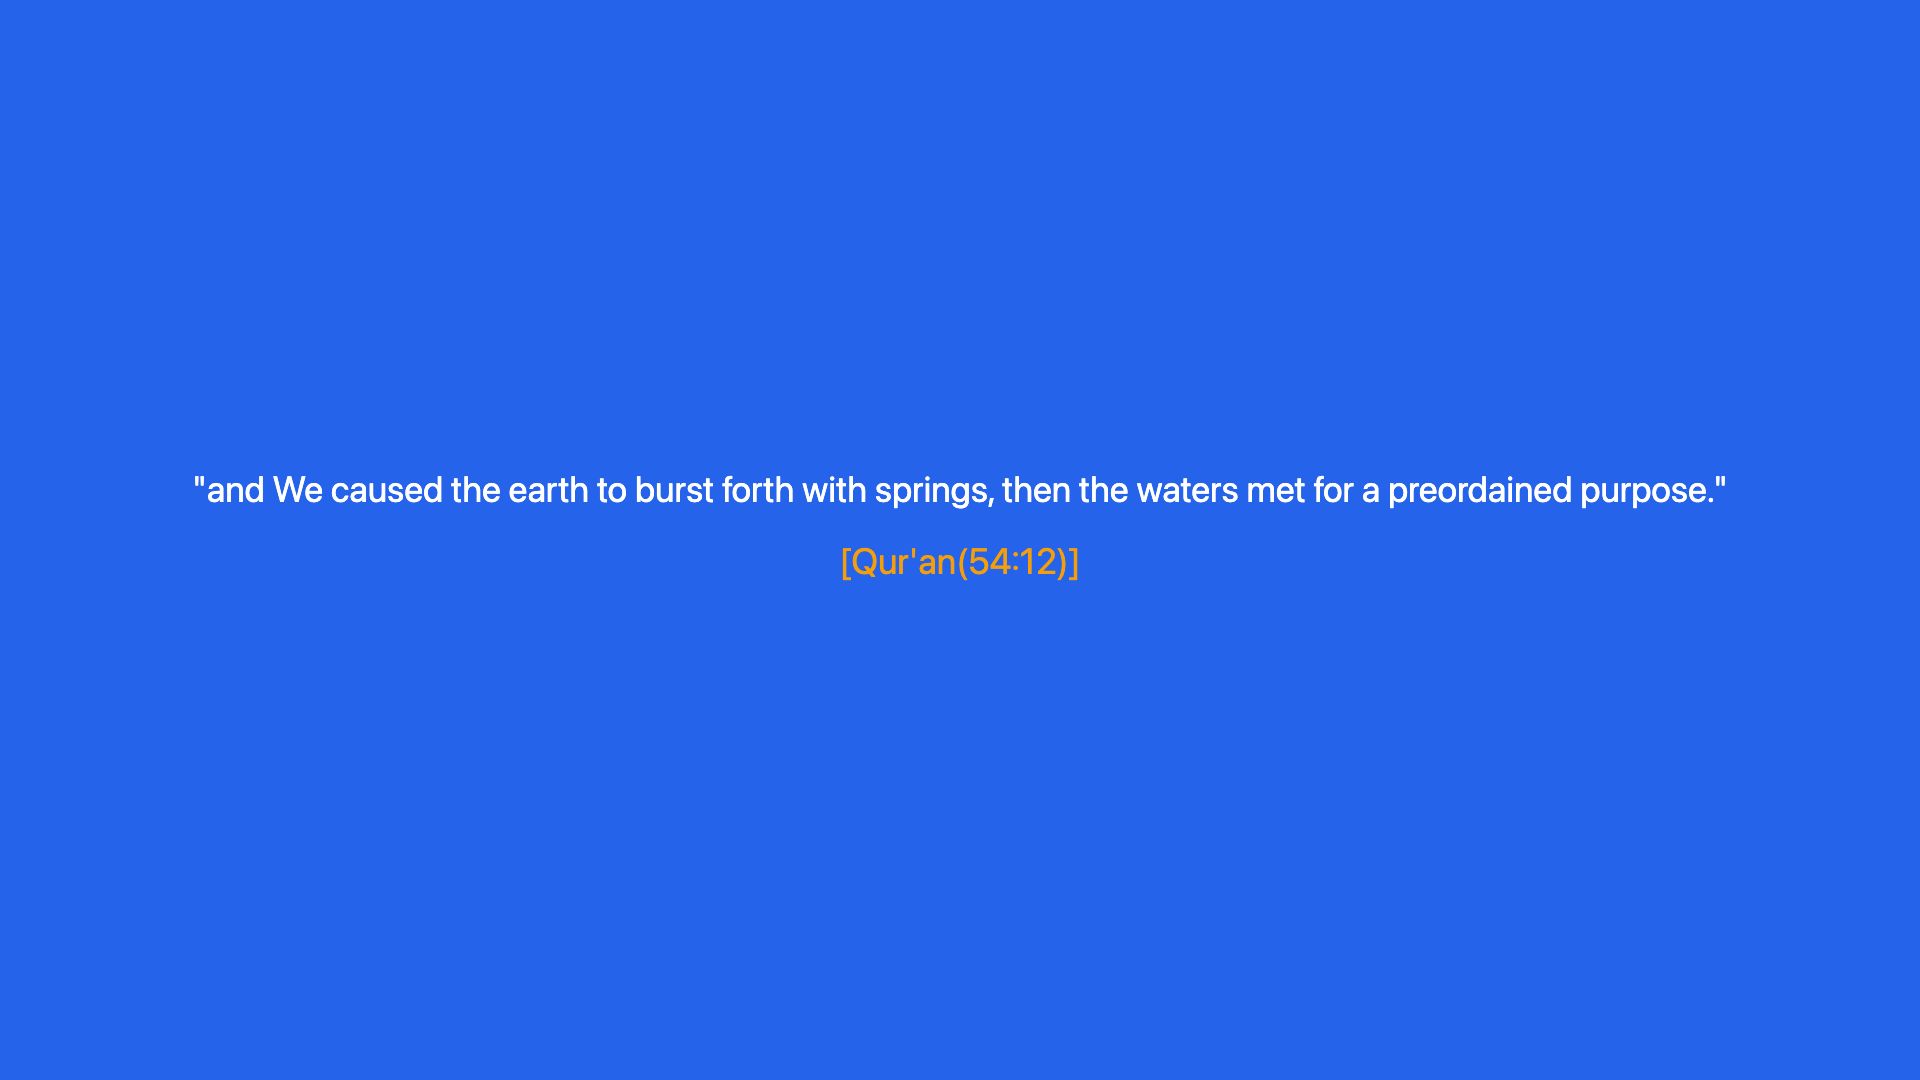 "and We caused the earth to burst forth with springs, then the waters met for a preordained purpose."
[Qur'an(54:12)]